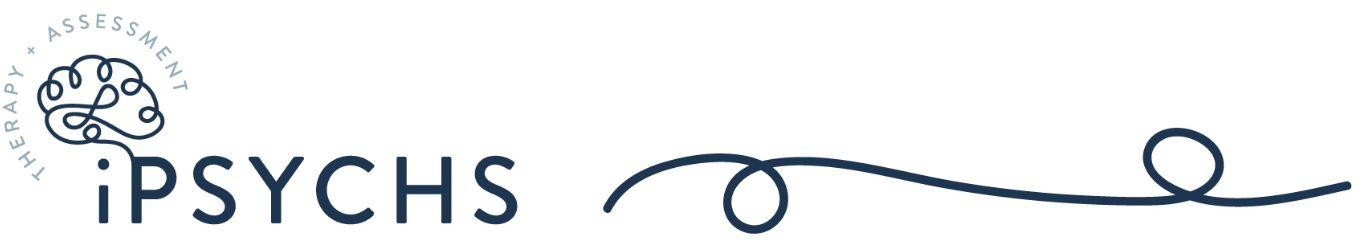 THERAPY + ASSESSMENT
iPSYCHS